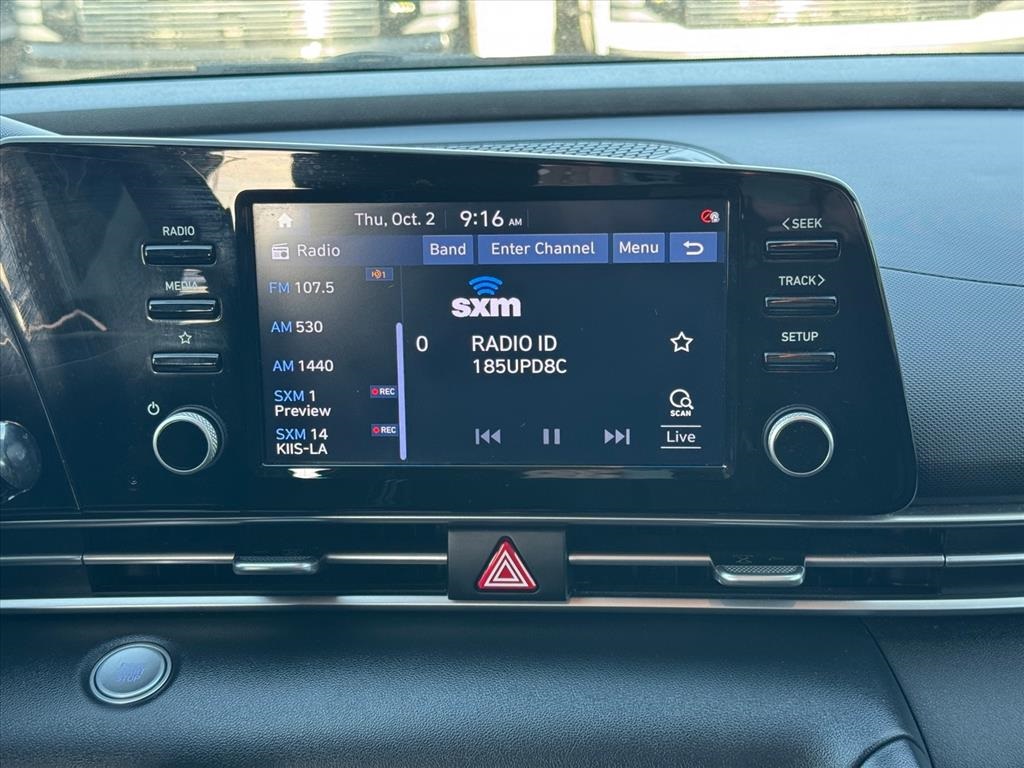 RADIO
MEDIA
Thu, Oct. 2 9:16 AM
Radio Band Enter Channel Menu
FM 107.5
AM 530
AM 1440
SXM 1 REC
Preview
SXM 14 REC
KIIS-LA
sxm
0 RADIO ID
185UPD8C
SCAN
Live
< SEEK
TRACK >
SETUP
STOP